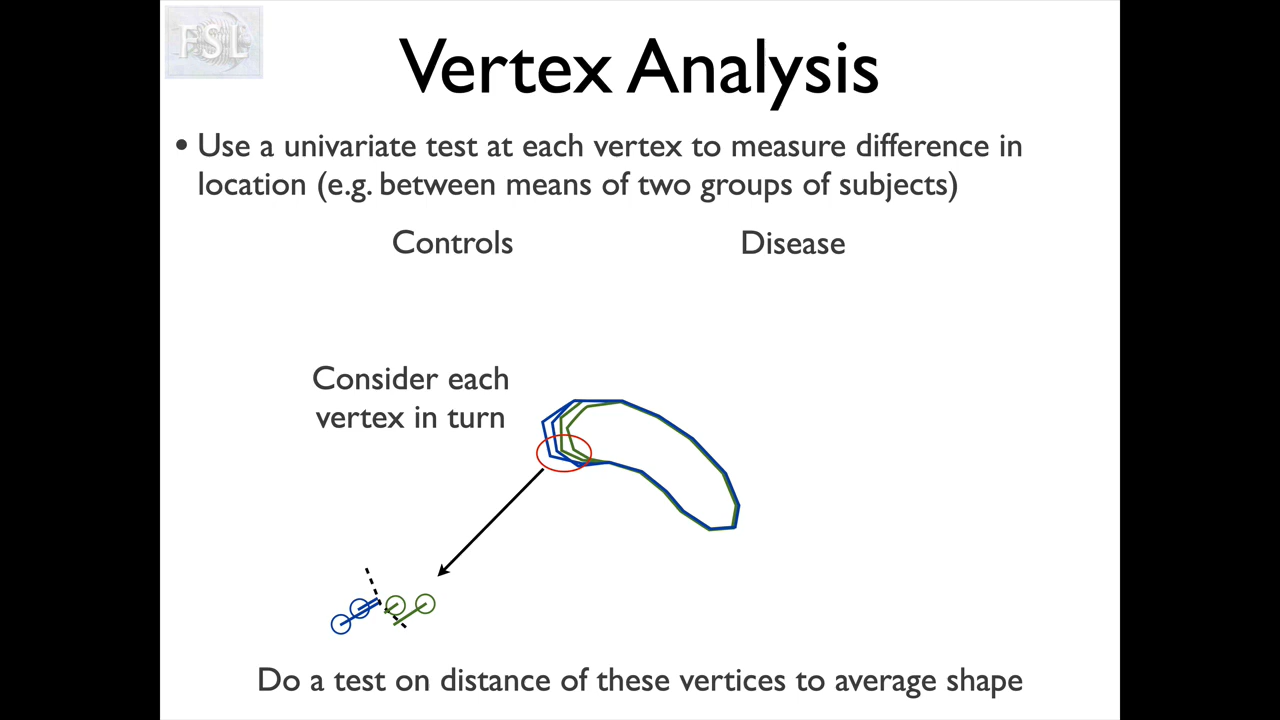 FSL
Vertex Analysis
• Use a univariate test at each vertex to measure difference in
location (e.g. between means of two groups of subjects)
Controls Disease
Consider each
vertex in turn
Do a test on distance of these vertices to average shape